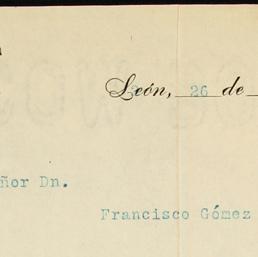 León, 26 de
ñor Dn.
Francisco Gómez